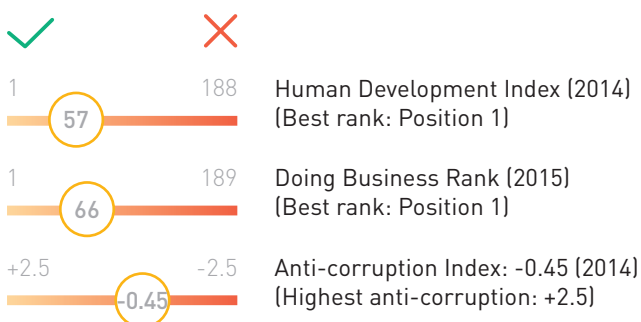 1 188
57
Human Development Index (2014)
(Best rank: Position 1)
1 189
66
Doing Business Rank (2015)
(Best rank: Position 1)
+2.5 -2.5
-0.45
Anti-corruption Index: -0.45 (2014)
(Highest anti-corruption: +2.5)